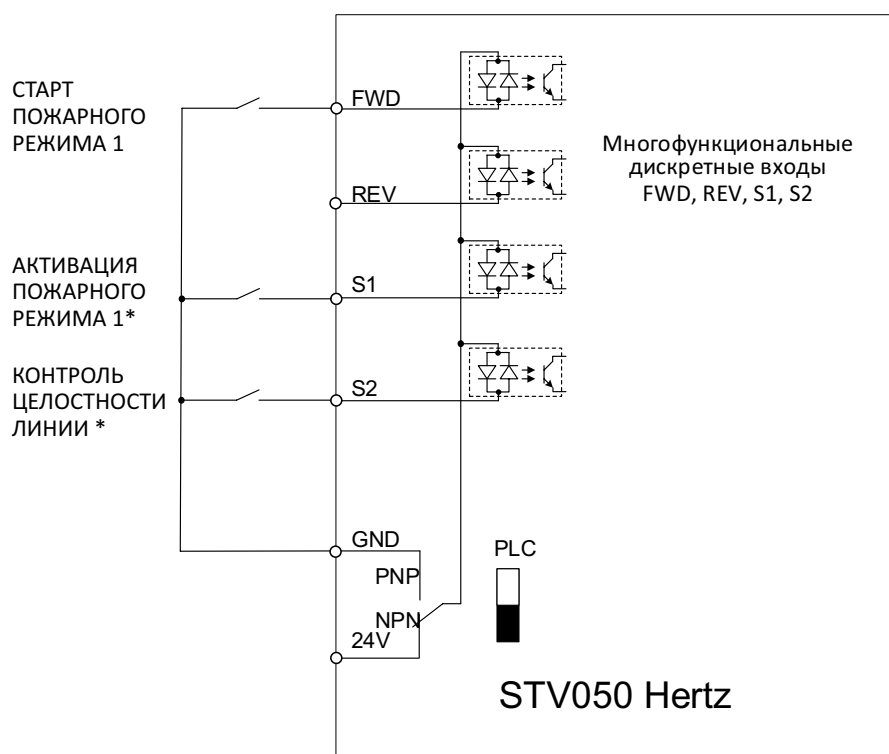 СТАРТ
ПОЖАРНОГО
РЕЖИМА 1
FWD
Многофункциональные
дискретные входы
FWD, REV, S1, S2
REV
АКТИВАЦИЯ
ПОЖАРНОГО
РЕЖИМА 1*
S1
КОНТРОЛЬ
ЦЕЛОСТНОСТИ
ЛИНИИ *
S2
GND
PLC
PNP
NPN
24V
STV050 Hertz